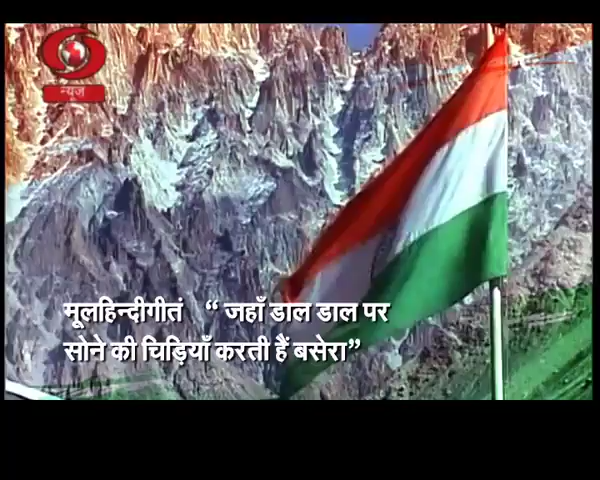 न्यूज़
मूलहिन्दीगीतं “ जहाँ डाल डाल पर
सोने की चिड़ियाँ करती हैं बसेरा”